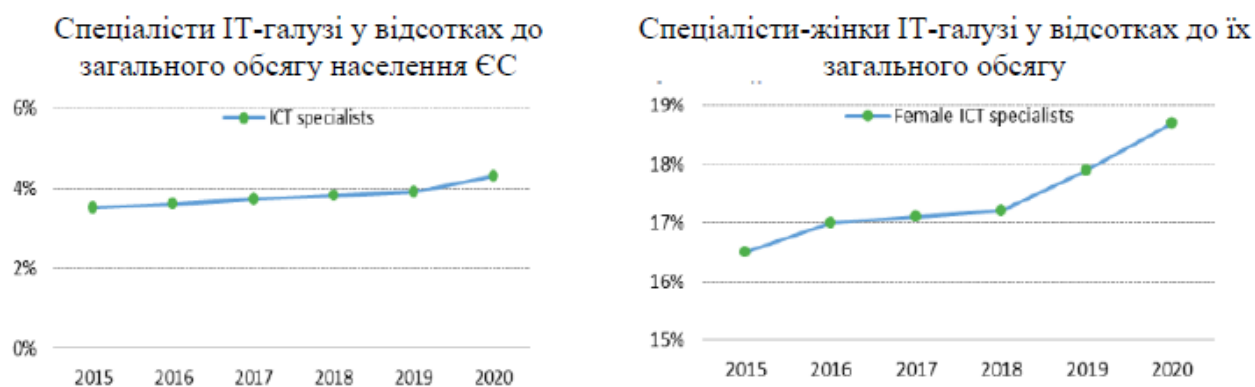 Спеціалісти ІТ-галузі у відсотках до
загального обсягу населення ЄС
6%
ICT specialists
4%
2%
0%
2015 2016 2017 2018 2019 2020
Спеціалісти-жінки ІТ-галузі у відсотках до їх
загального обсягу
19%
Female ICT specialists
18%
17%
16%
15%
2015 2016 2017 2018 2019 2020